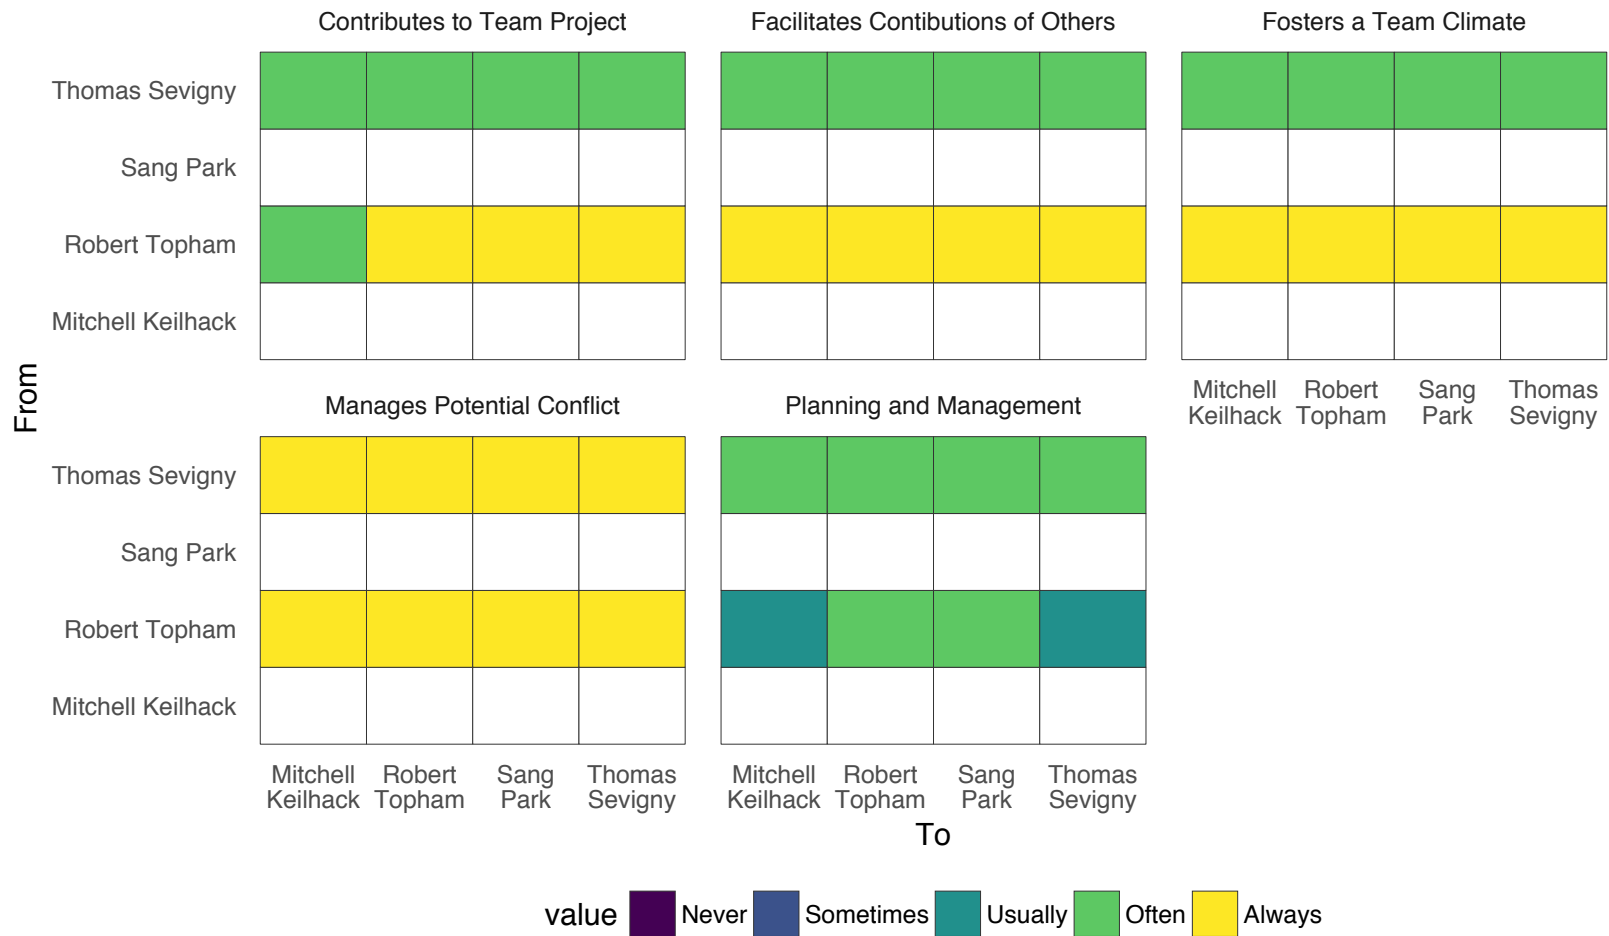 Contributes to Team Project
Facilitates Contibutions of Others
Fosters a Team Climate
Thomas Sevigny
Sang Park
Robert Topham
Mitchell Keilhack
Mitchell Keilhack
Robert Topham
Sang Park
Thomas Sevigny
From
Manages Potential Conflict
Planning and Management
Thomas Sevigny
Sang Park
Robert Topham
Mitchell Keilhack
Mitchell
Keilhack
Robert
Topham
Sang
Park
Thomas
Sevigny
Mitchell
Keilhack
Robert
Topham
Sang
Park
Thomas
Sevigny
To
value
Never
Sometimes
Usually
Often
Always